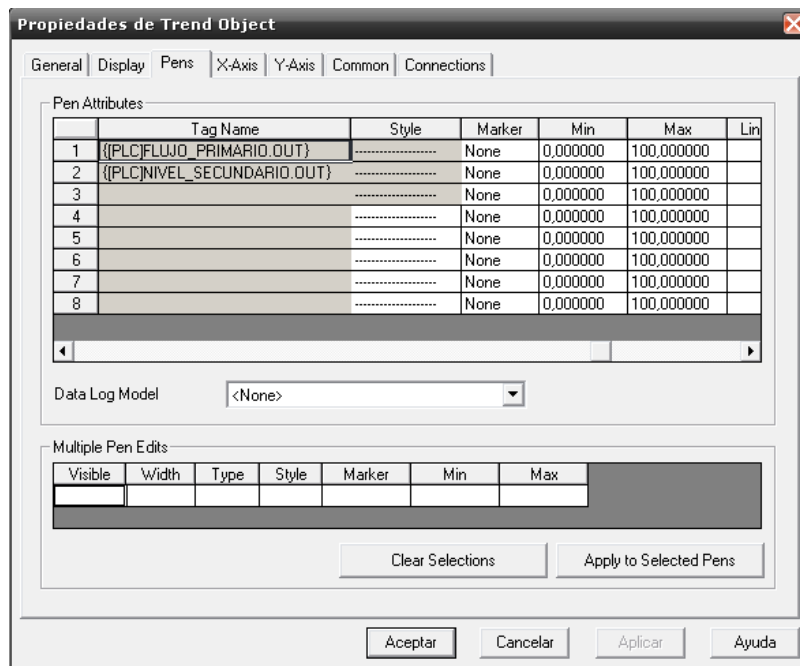 Propiedades de Trend Object
General Display Pens X-Axis Y-Axis Common Connections
Pen Attributes
Tag Name Style Marker Min Max Lin
1 {[PLC]FLUJO_PRIMARIO.OUT} ------------------- None 0,000000 100,000000
2 {[PLC]NIVEL_SECUNDARIO.OUT} ------------------- None 0,000000 100,000000
3 ------------------- None 0,000000 100,000000
4 ------------------- None 0,000000 100,000000
5 ------------------- None 0,000000 100,000000
6 ------------------- None 0,000000 100,000000
7 ------------------- None 0,000000 100,000000
8 ------------------- None 0,000000 100,000000
Data Log Model <None>
Multiple Pen Edits
Visible Width Type Style Marker Min Max
Clear Selections Apply to Selected Pens
Aceptar Cancelar Aplicar Ayuda